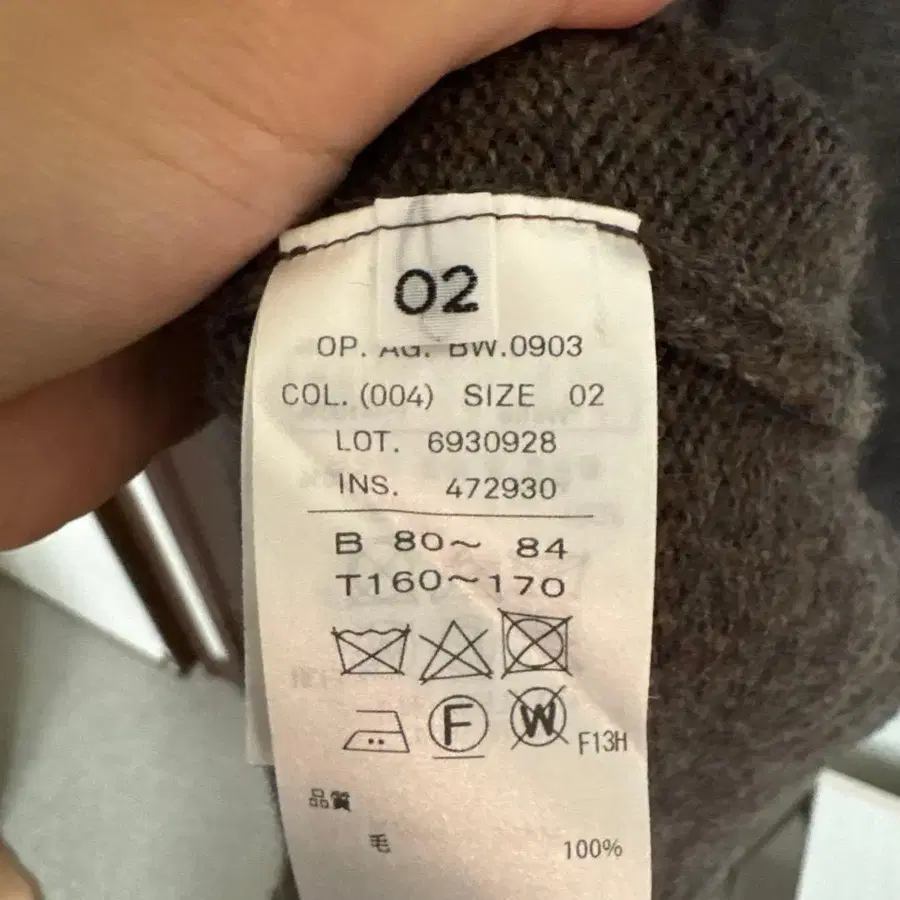 02
OP. AG. BW.0903
COL. (004) SIZE 02
LOT. 6930928
INS. 472930
B 80~ 84
T160~170
F W F13H
品質
毛 100%